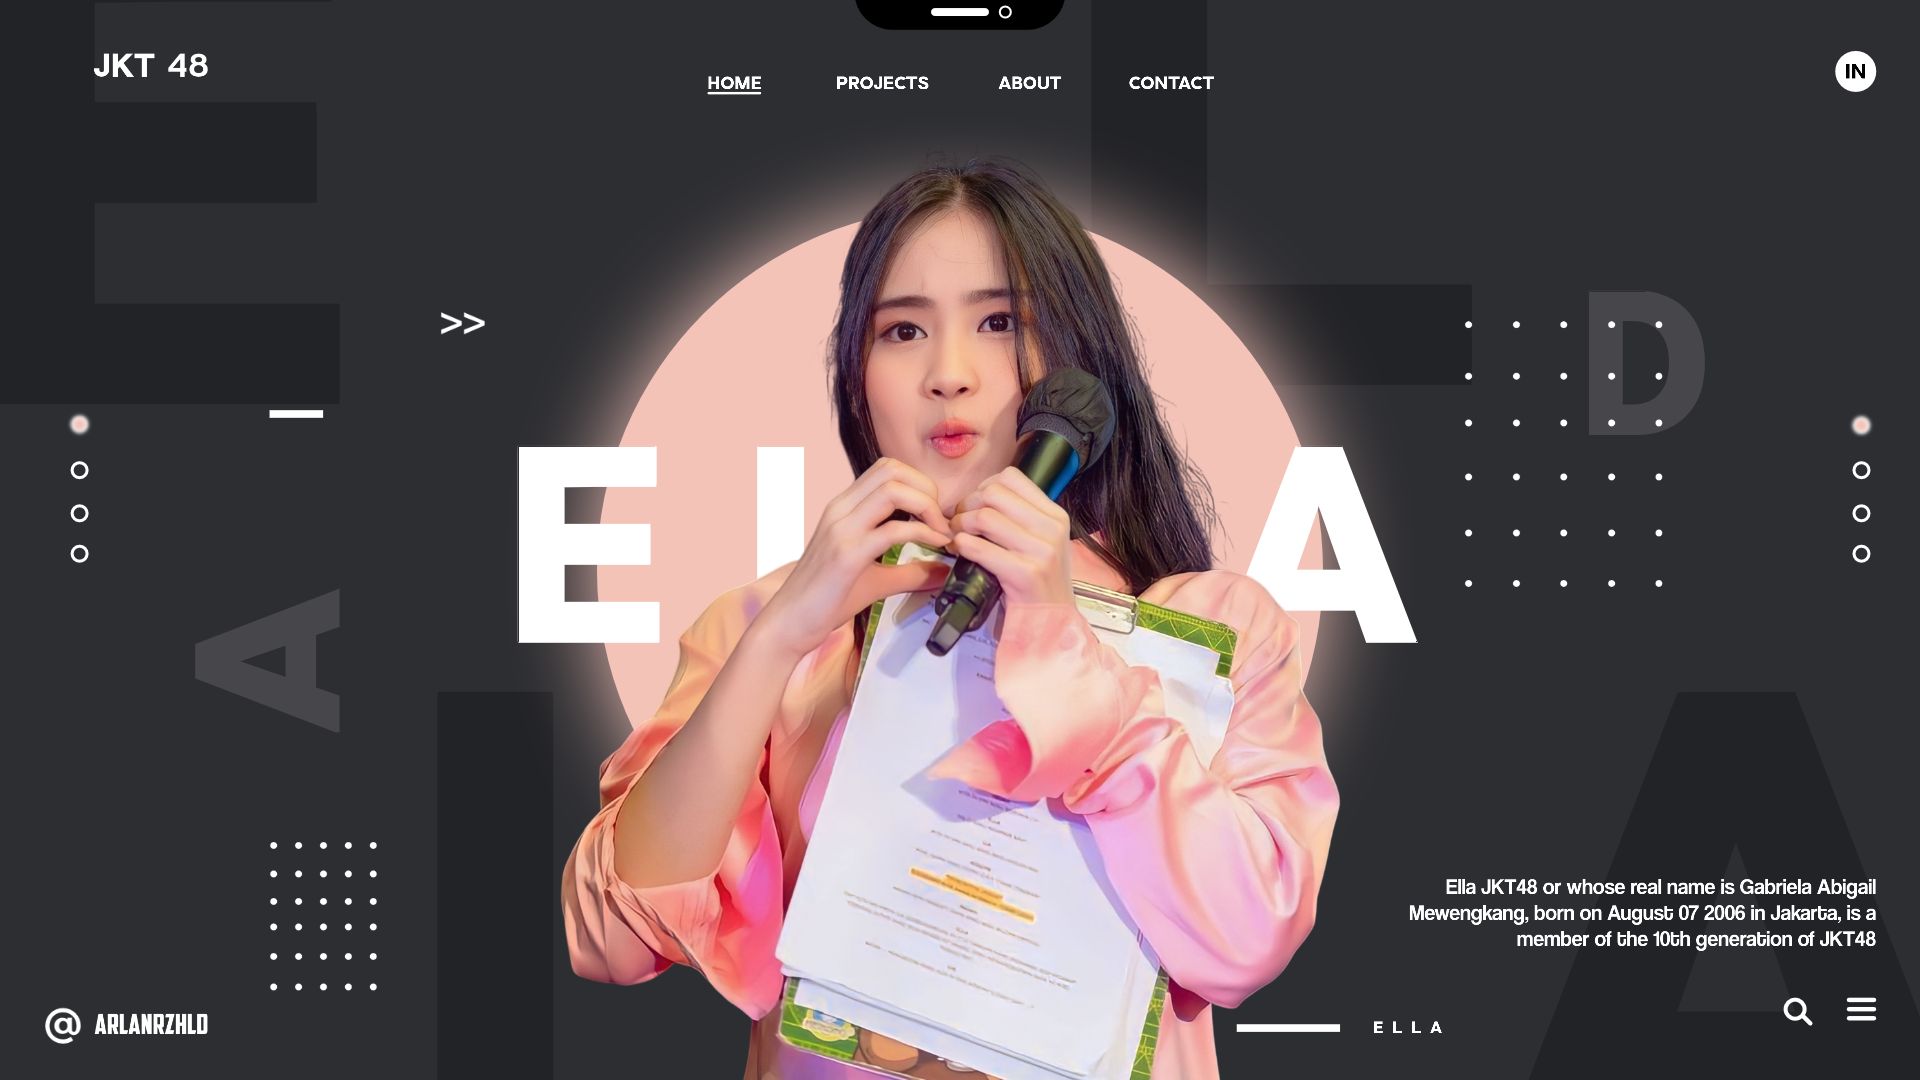 JKT 48
HOME PROJECTS ABOUT CONTACT
IN
>>
D
E L A
A
Ella JKT48 or whose real name is Gabriela Abigail
Mewengkang, born on August 07 2006 in Jakarta, is a
member of the 10th generation of JKT48
@ ARLANRZHLD
ELLA
E
L
L
A